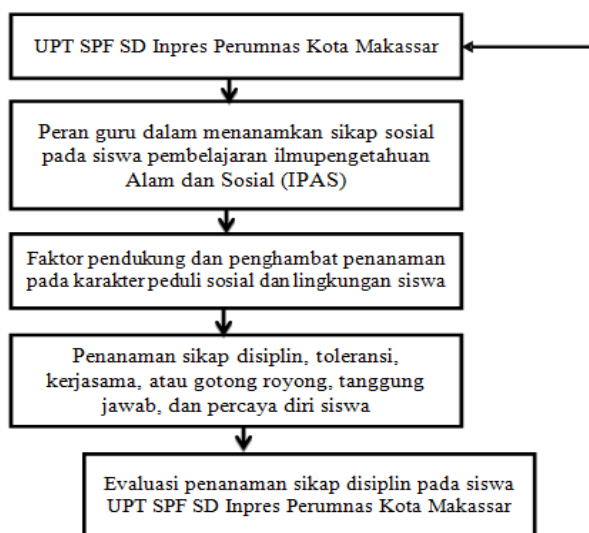 UPT SPF SD Inpres Perumnas Kota Makassar
Peran guru dalam menanamkan sikap sosial
pada siswa pembelajaran ilmupengetahuan
Alam dan Sosial (IPAS)
Faktor pendukung dan penghambat penanaman
pada karakter peduli sosial dan lingkungan siswa
Penanaman sikap disiplin, toleransi,
kerjasama, atau gotong royong, tanggung
jawab, dan percaya diri siswa
Evaluasi penanaman sikap disiplin pada siswa
UPT SPF SD Inpres Perumnas Kota Makassar